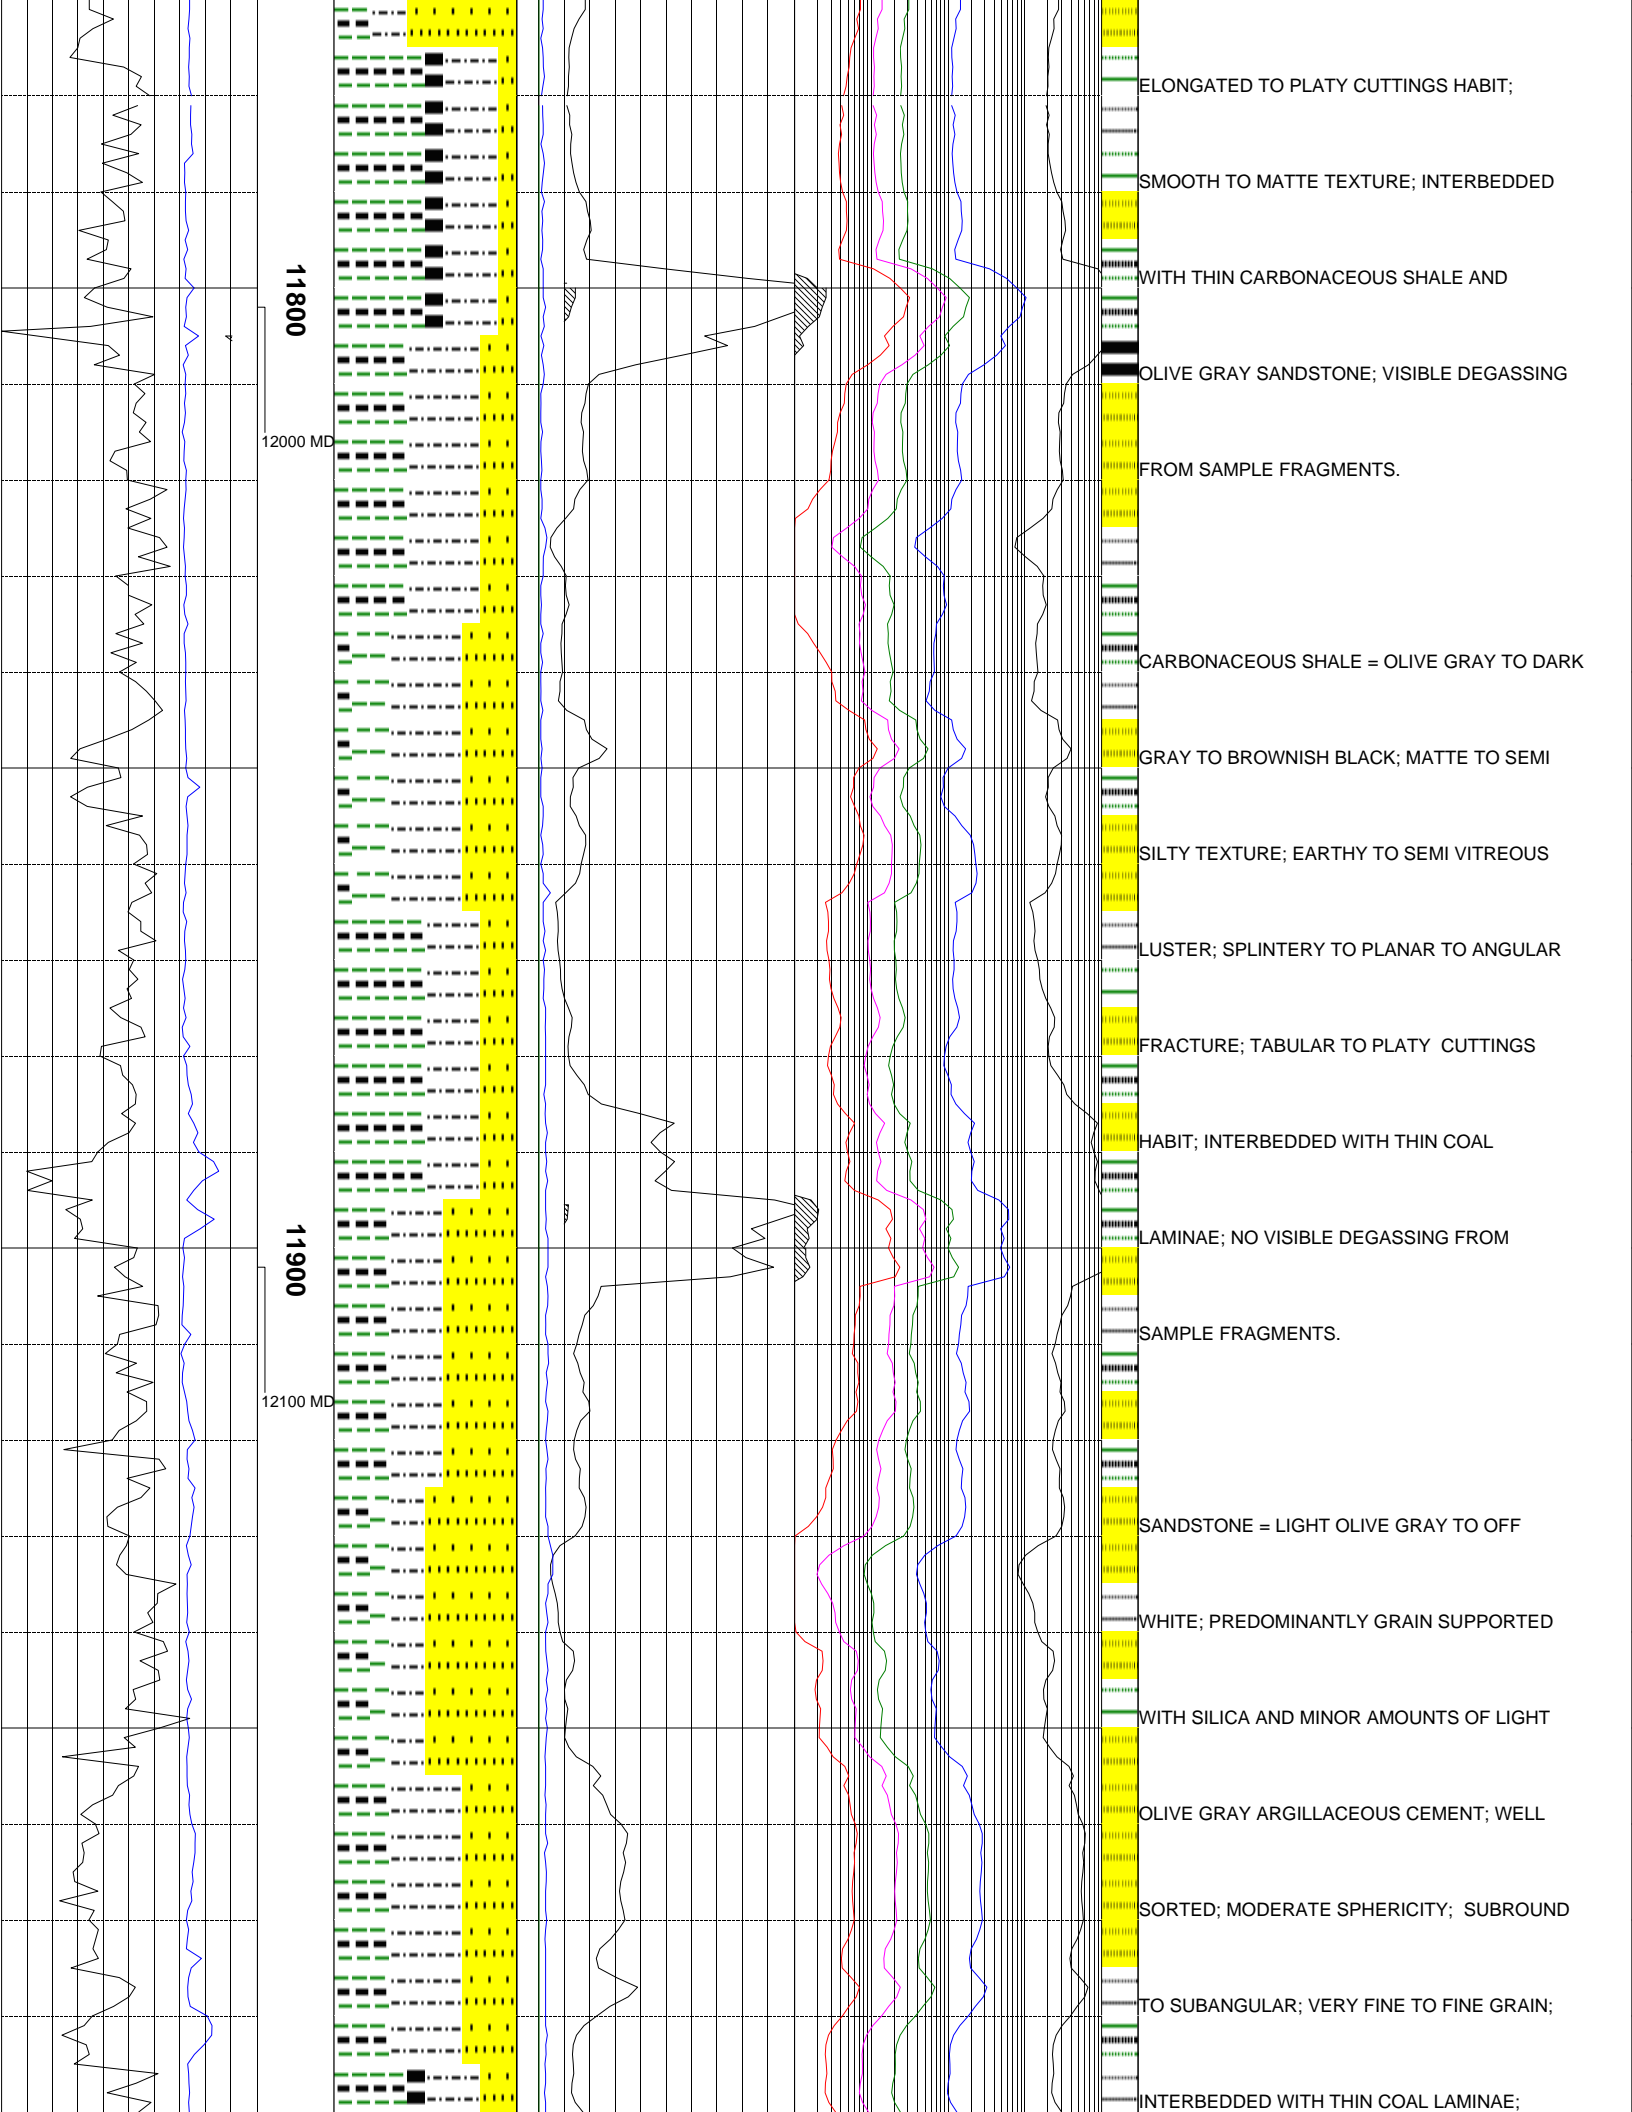 ELONGATED TO PLATY CUTTINGS HABIT;
SMOOTH TO MATTE TEXTURE; INTERBEDDED
11800
WITH THIN CARBONACEOUS SHALE AND
OLIVE GRAY SANDSTONE; VISIBLE DEGASSING
12000 MD
FROM SAMPLE FRAGMENTS.
CARBONACEOUS SHALE = OLIVE GRAY TO DARK
GRAY TO BROWNISH BLACK; MATTE TO SEMI
SILTY TEXTURE; EARTHY TO SEMI VITREOUS
LUSTER; SPLINTERY TO PLANAR TO ANGULAR
FRACTURE; TABULAR TO PLATY  CUTTINGS
HABIT; INTERBEDDED WITH THIN COAL
LAMINAE; NO VISIBLE DEGASSING FROM
11900
SAMPLE FRAGMENTS.
12100 MD
SANDSTONE = LIGHT OLIVE GRAY TO OFF
WHITE; PREDOMINANTLY GRAIN SUPPORTED
WITH SILICA AND MINOR AMOUNTS OF LIGHT
OLIVE GRAY ARGILLACEOUS CEMENT; WELL
SORTED; MODERATE SPHERICITY;  SUBROUND
TO SUBANGULAR; VERY FINE TO FINE GRAIN;
INTERBEDDED WITH THIN COAL LAMINAE;